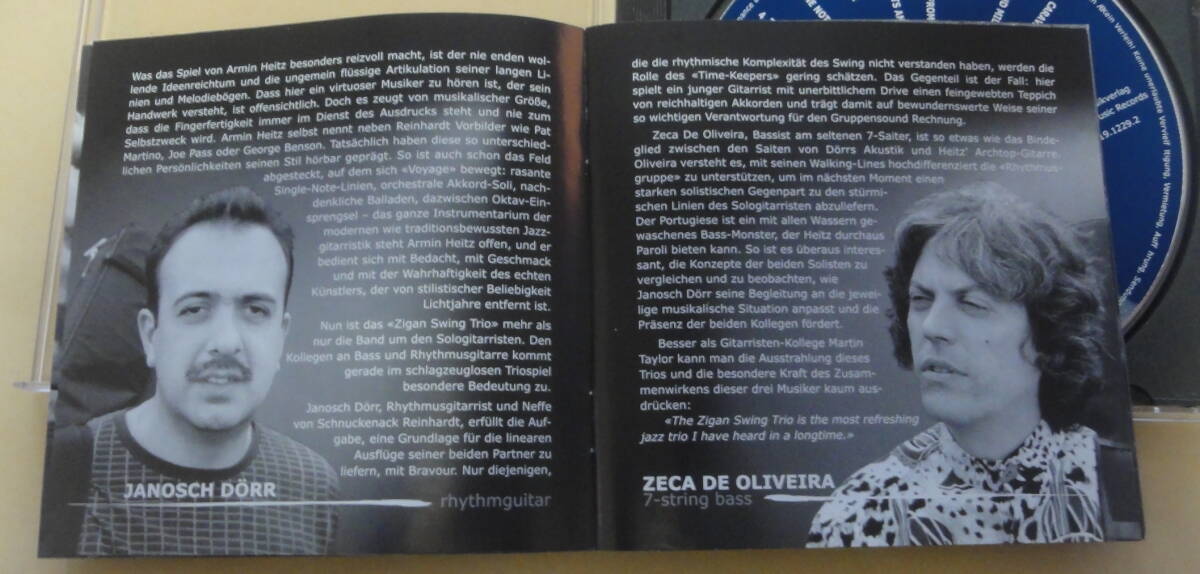 Was das Spiel von Armin Heitz besonders reizvoll macht, ist der nie enden wol-
lende Ideenreichtum und die ungemein flüssige Artikulation seiner langen Li-
nien und Melodiebögen. Dass hier ein virtuoser Musiker zu hören ist, der sein
Handwerk versteht, ist offensichtlich. Doch es zeugt von musikalischer Größe,
dass die Fingerfertigkeit immer im Dienst des Ausdrucks steht und nie zum
Selbstzweck wird. Armin Heitz selbst nennt neben Reinhardt Vorbilder wie Pat
Martino, Joe Pass oder George Benson. Tatsächlich haben diese so unterschied-
lichen Persönlichkeiten seinen Stil hörbar geprägt. So ist auch schon das Feld
abgesteckt, auf dem sich «Voyage» bewegt: rasante
Single-Note-Linien, orchestrale Akkord-Soli, nach-
denkliche Balladen, dazwischen Oktav-Ein-
sprengsel – das ganze Instrumentarium der
modernen wie traditionsbewussten Jazz-
gitarristik steht Armin Heitz offen, und er
bedient sich mit Bedacht, mit Geschmack
und mit der Wahrhaftigkeit des echten
Künstlers, der von stilistischer Beliebigkeit
Lichtjahre entfernt ist.
Nun ist das «Zigan Swing Trio» mehr als
nur die Band um den Sologitarristen. Den
Kollegen an Bass und Rhythmusgitarre kommt
gerade im schlagzeuglosen Triospiel
besondere Bedeutung zu.
Janosch Dörr, Rhythmusgitarrist und Neffe
von Schnuckenack Reinhardt, erfüllt die Auf-
gabe, eine Grundlage für die linearen
Ausflüge seiner beiden Partner zu
liefern, mit Bravour. Nur diejenigen,
JANOSCH DÖRR
rhythmguitar
die die rhythmische Komplexität des Swing nicht verstanden haben, werden die
Rolle des «Time-Keepers» gering schätzen. Das Gegenteil ist der Fall: hier
spielt ein junger Gitarrist mit unerbittlichem Drive einen feingewebten Teppich
von reichhaltigen Akkorden und trägt damit auf bewundernswerte Weise seiner
so wichtigen Verantwortung für den Gruppensound Rechnung.
Zeca De Oliveira, Bassist am seltenen 7-Saiter, ist so etwas wie das Binde-
glied zwischen den Saiten von Dörrs Akustik und Heitz' Archtop-Gitarre.
Oliveira versteht es, mit seinen Walking-Lines hochdifferenziert die «Rhythmus-
gruppe» zu unterstützen, um im nächsten Moment einen
starken solistischen Gegenpart zu den stürmi-
schen Linien des Sologitarristen abzuliefern.
Der Portugiese ist ein mit allen Wassern ge-
waschenes Bass-Monster, der Heitz durchaus
Paroli bieten kann. So ist es überaus interes-
sant, die Konzepte der beiden Solisten zu
vergleichen und zu beobachten, wie
Janosch Dörr seine Begleitung an die jewei-
lige musikalische Situation anpasst und die
Präsenz der beiden Kollegen fördert.
Besser als Gitarristen-Kollege Martin
Taylor kann man die Ausstrahlung dieses
Trios und die besondere Kraft des Zusam-
menwirkens dieser drei Musiker kaum aus-
drücken:
«The Zigan Swing Trio is the most refreshing
jazz trio I have heard in a longtime.»
ZECA DE OLIVEIRA
7-string bass
usic Records
19.1229.2